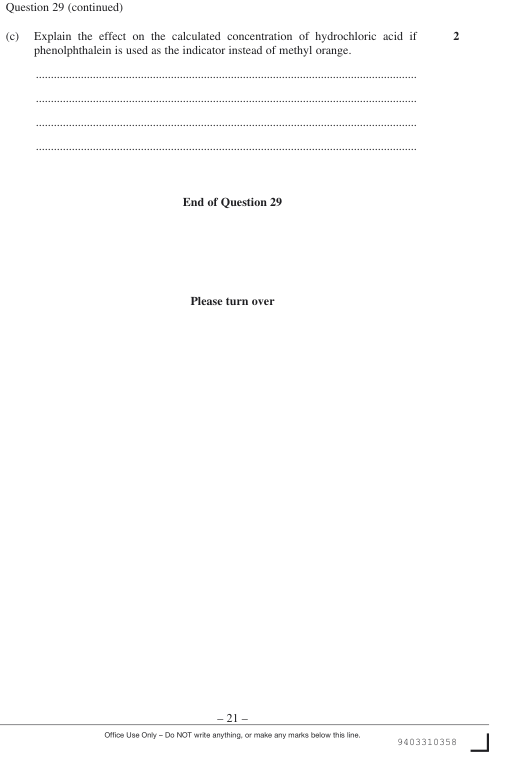 Question 29 (continued)
(c) Explain the effect on the calculated concentration of hydrochloric acid if 2
phenolphthalein is used as the indicator instead of methyl orange.
...............................................................................................................................
...............................................................................................................................
...............................................................................................................................
...............................................................................................................................
End of Question 29
Please turn over
– 21 –
Office Use Only – Do NOT write anything, or make any marks below this line.
9403310358